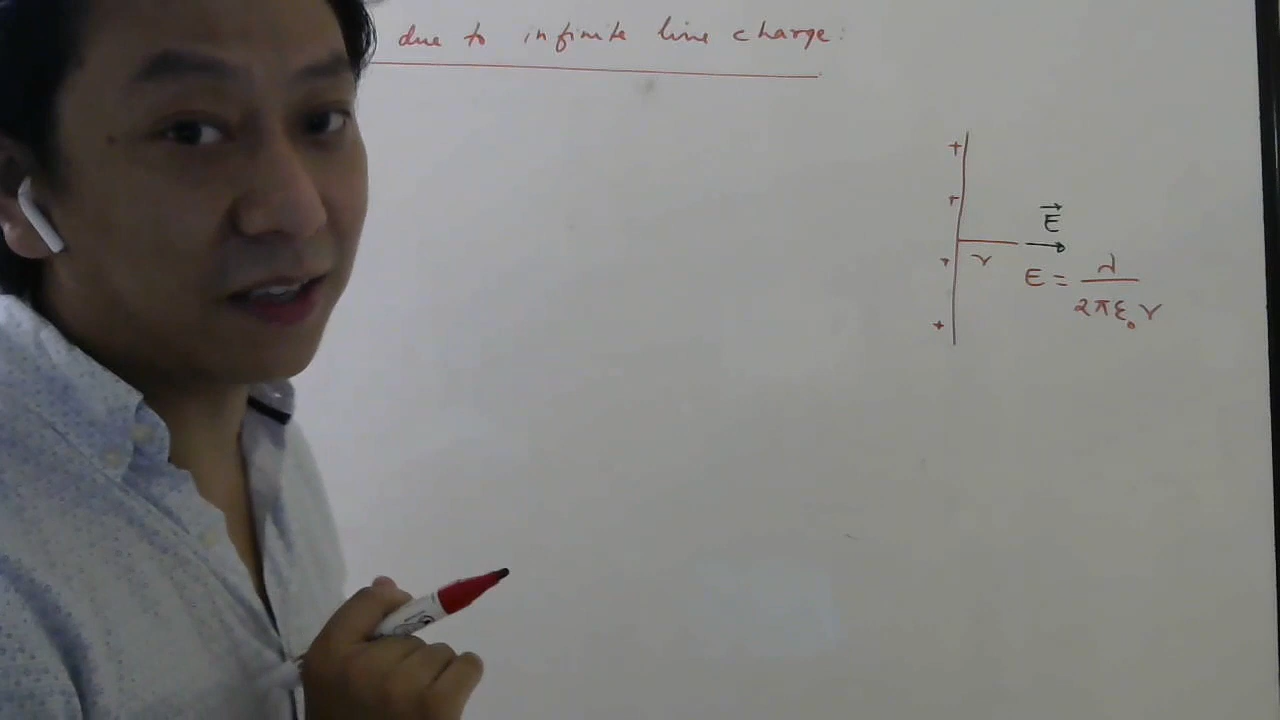 due to infinite line charge:
+
+
E⃗
+ r
E = λ / 2πε₀r
+